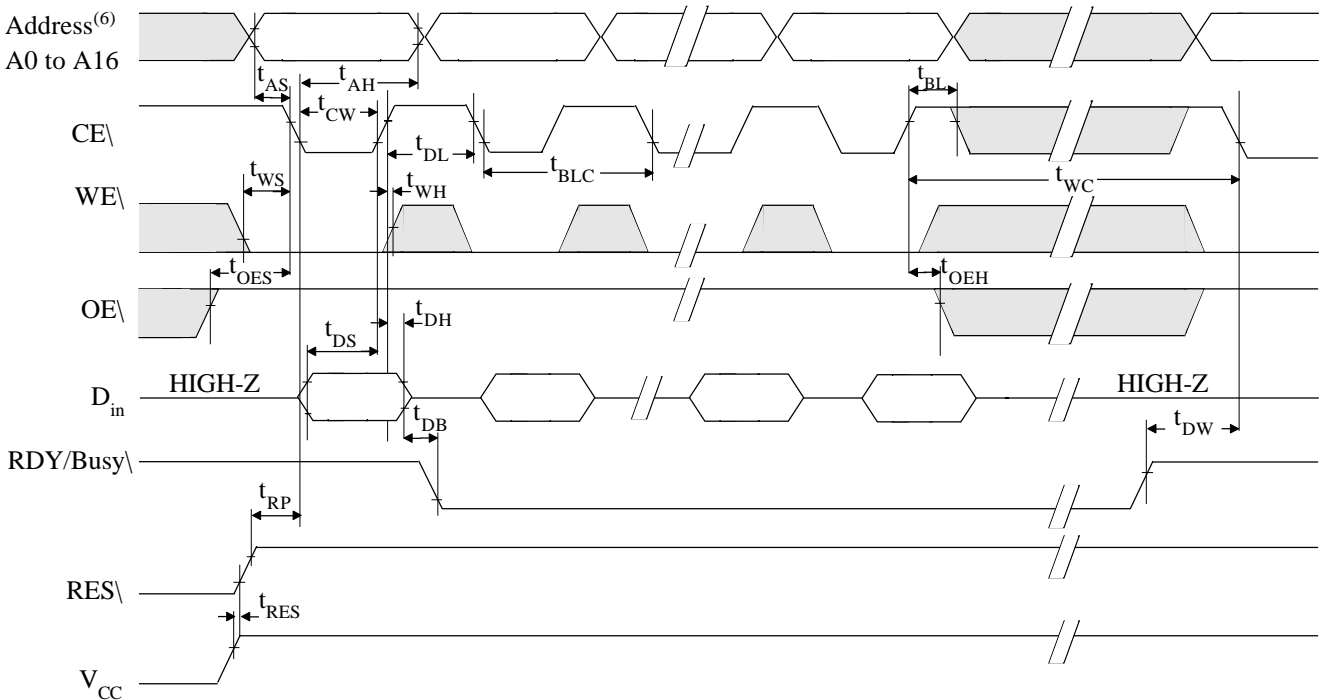 Address(6)
A0 to A16
tAS
tAH
tBL
tCW
CE\
tDL
tBLC
tWS
tWH
tWC
WE\
tOES
tOEH
OE\
tDH
tDS
HIGH-Z
HIGH-Z
Din
tDB
tDW
RDY/Busy\
tRP
RES\
tRES
VCC